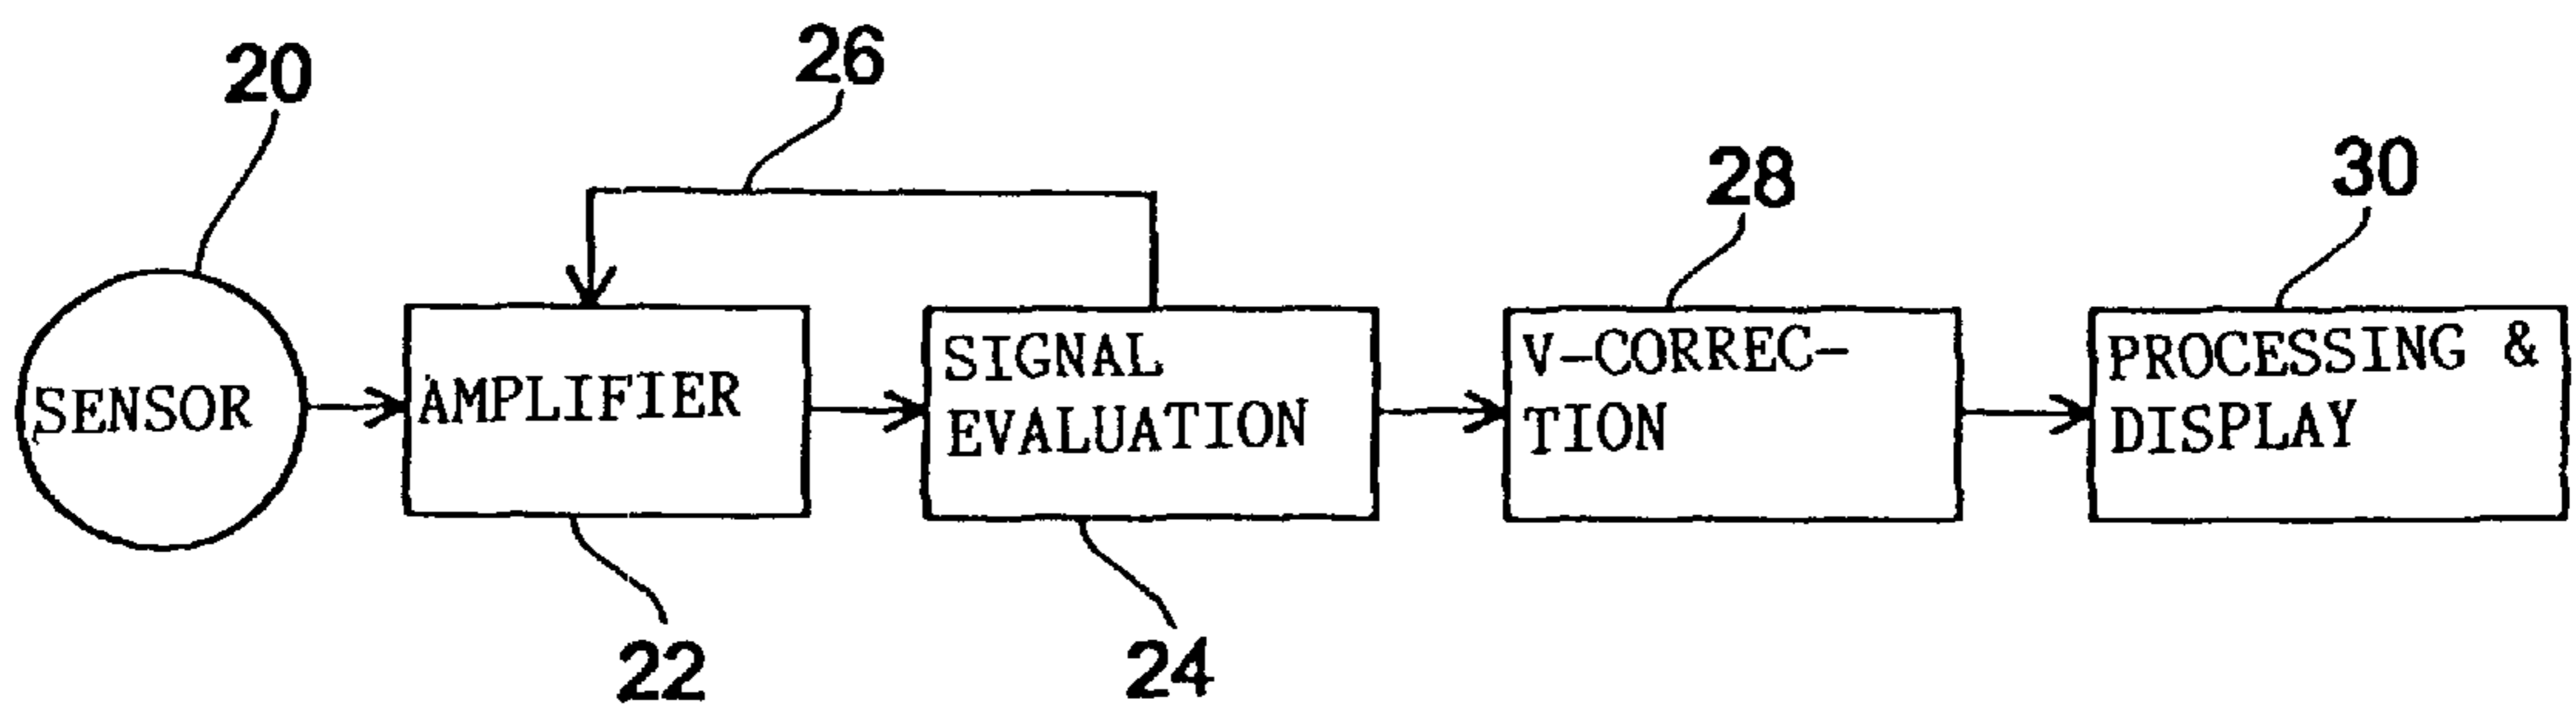 20
26
28
30
SENSOR
AMPLIFIER
SIGNAL
EVALUATION
V-CORREC-
TION
PROCESSING &
DISPLAY
22
24